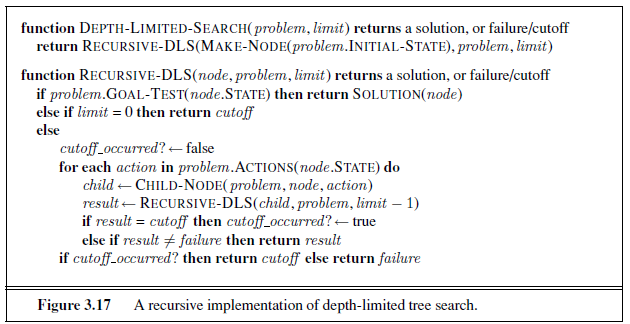 function DEPTH-LIMITED-SEARCH(problem, limit) returns a solution, or failure/cutoff
return RECURSIVE-DLS(MAKE-NODE(problem.INITIAL-STATE), problem, limit)
function RECURSIVE-DLS(node, problem, limit) returns a solution, or failure/cutoff
if problem.GOAL-TEST(node.STATE) then return SOLUTION(node)
else if limit = 0 then return cutoff
else
cutoff_occurred? ← false
for each action in problem.ACTIONS(node.STATE) do
child ← CHILD-NODE(problem, node, action)
result ← RECURSIVE-DLS(child, problem, limit − 1)
if result = cutoff then cutoff_occurred? ← true
else if result ≠ failure then return result
if cutoff_occurred? then return cutoff else return failure
Figure 3.17 A recursive implementation of depth-limited tree search.